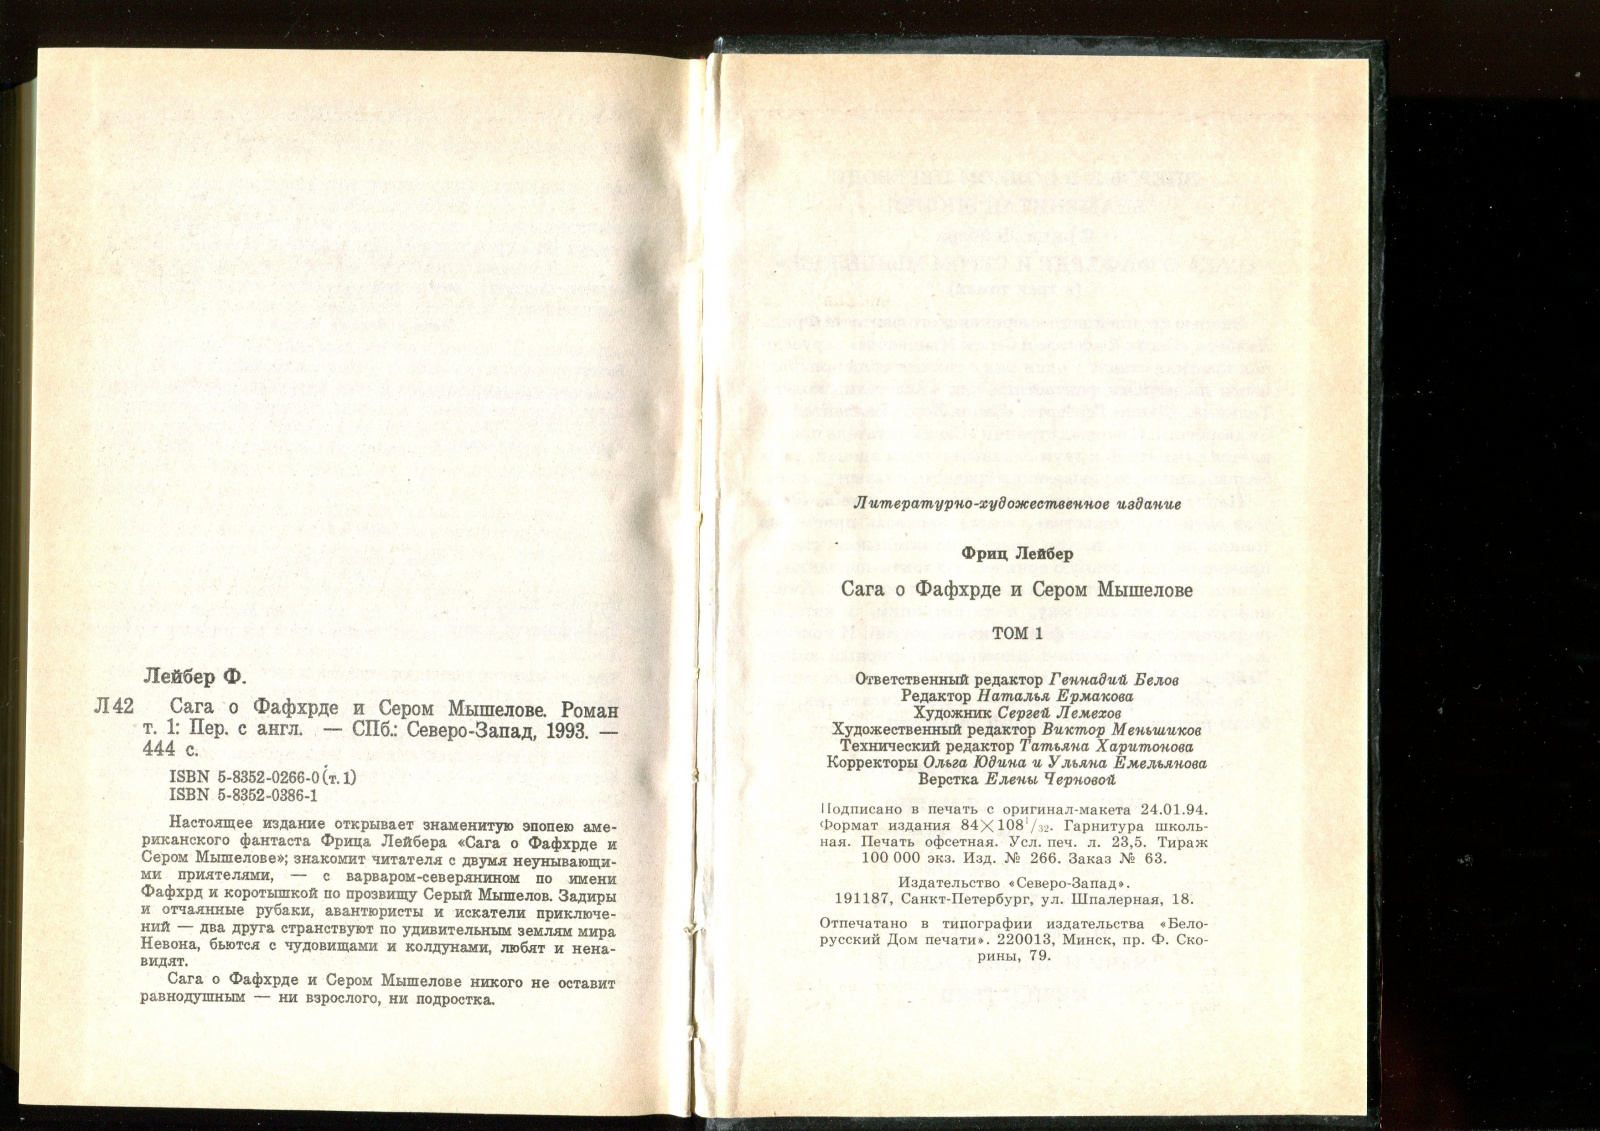 Лейбер Ф.
Л 42 Сага о Фафхрде и Сером Мышелове. Роман
т. 1: Пер. с англ. — СПб.: Северо-Запад, 1993. —
444 с.
ISBN 5-8352-0266-0 (т. 1)
ISBN 5-8352-0386-1
Настоящее издание открывает знаменитую эпопею аме-
риканского фантаста Фрица Лейбера «Сага о Фафхрде и
Сером Мышелове»; знакомит читателя с двумя неунывающи-
ми приятелями, — с варваром-северянином по имени
Фафхрд и коротышкой по прозвищу Серый Мышелов. Задиры
и отчаянные рубаки, авантюристы и искатели приключе-
ний — два друга странствуют по удивительным землям мира
Невона, бьются с чудовищами и колдунами, любят и нена-
видят.
Сага о Фафхрде и Сером Мышелове никого не оставит
равнодушным — ни взрослого, ни подростка.
Литературно-художественное издание
Фриц Лейбер
Сага о Фафхрде и Сером Мышелове
ТОМ 1
Ответственный редактор Геннадий Белов
Редактор Наталья Ермакова
Художник Сергей Лемехов
Художественный редактор Виктор Меньшиков
Технический редактор Татьяна Харитонова
Корректоры Ольга Юдина и Ульяна Емельянова
Верстка Елены Черновой
Подписано в печать с оригинал-макета 24.01.94.
Формат издания 84×108 1/32. Гарнитура школь-
ная. Печать офсетная. Усл. печ. л. 23,5. Тираж
100 000 экз. Изд. № 266. Заказ № 63.
Издательство «Северо-Запад».
191187, Санкт-Петербург, ул. Шпалерная, 18.
Отпечатано в типографии издательства «Бело-
русский Дом печати». 220013, Минск, пр. Ф. Ско-
рины, 79.